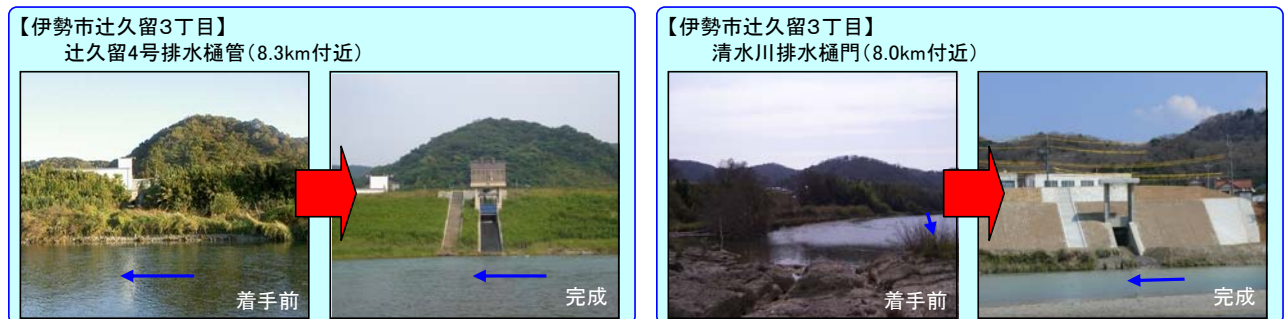 【伊勢市辻久留3丁目】
辻久留4号排水樋管(8.3km付近)
着手前
完成
【伊勢市辻久留3丁目】
清水川排水樋門(8.0km付近)
着手前
完成